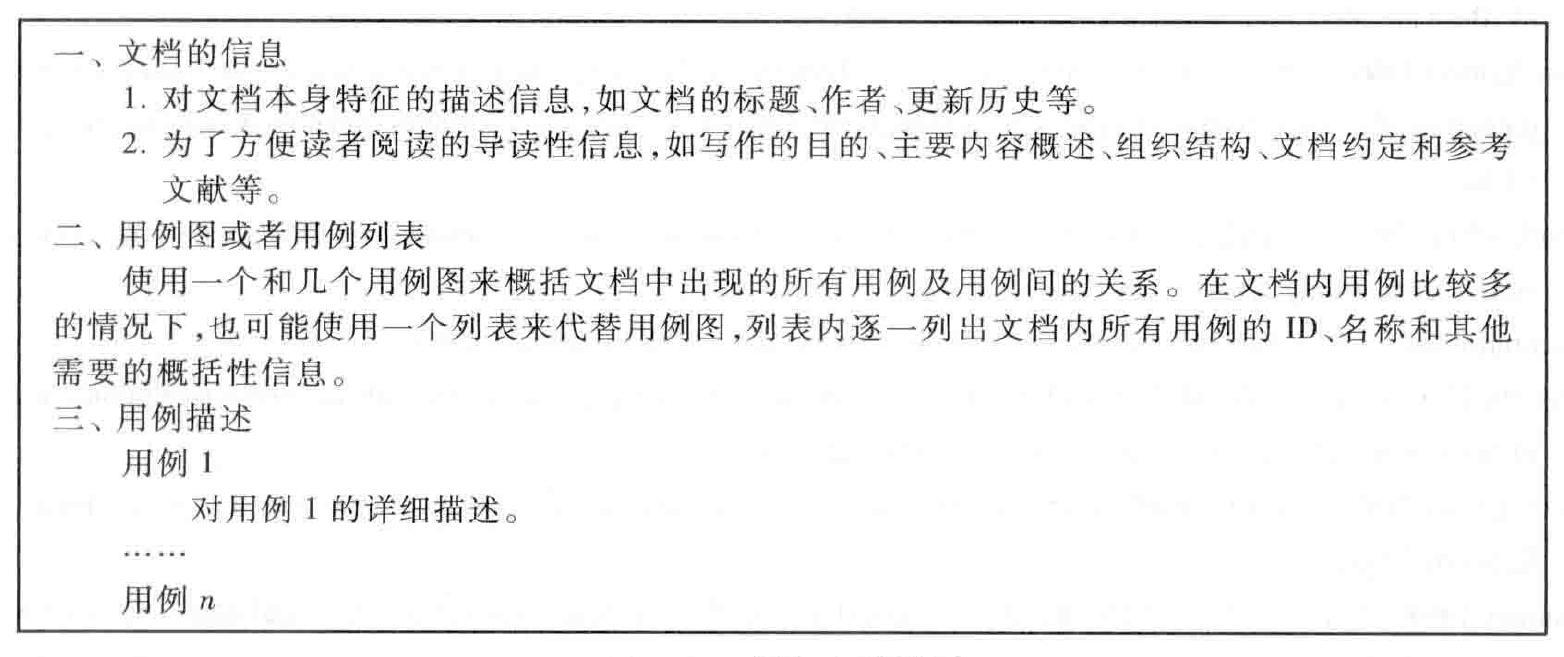 一、文档的信息
1. 对文档本身特征的描述信息,如文档的标题、作者、更新历史等。
2. 为了方便读者阅读的导读性信息,如写作的目的、主要内容概述、组织结构、文档约定和参考
文献等。
二、用例图或者用例列表
使用一个和几个用例图来概括文档中出现的所有用例及用例间的关系。在文档内用例比较多
的情况下,也可能使用一个列表来代替用例图,列表内逐一列出文档内所有用例的 ID、名称和其他
需要的概括性信息。
三、用例描述
用例 1
对用例 1 的详细描述。
……
用例 n